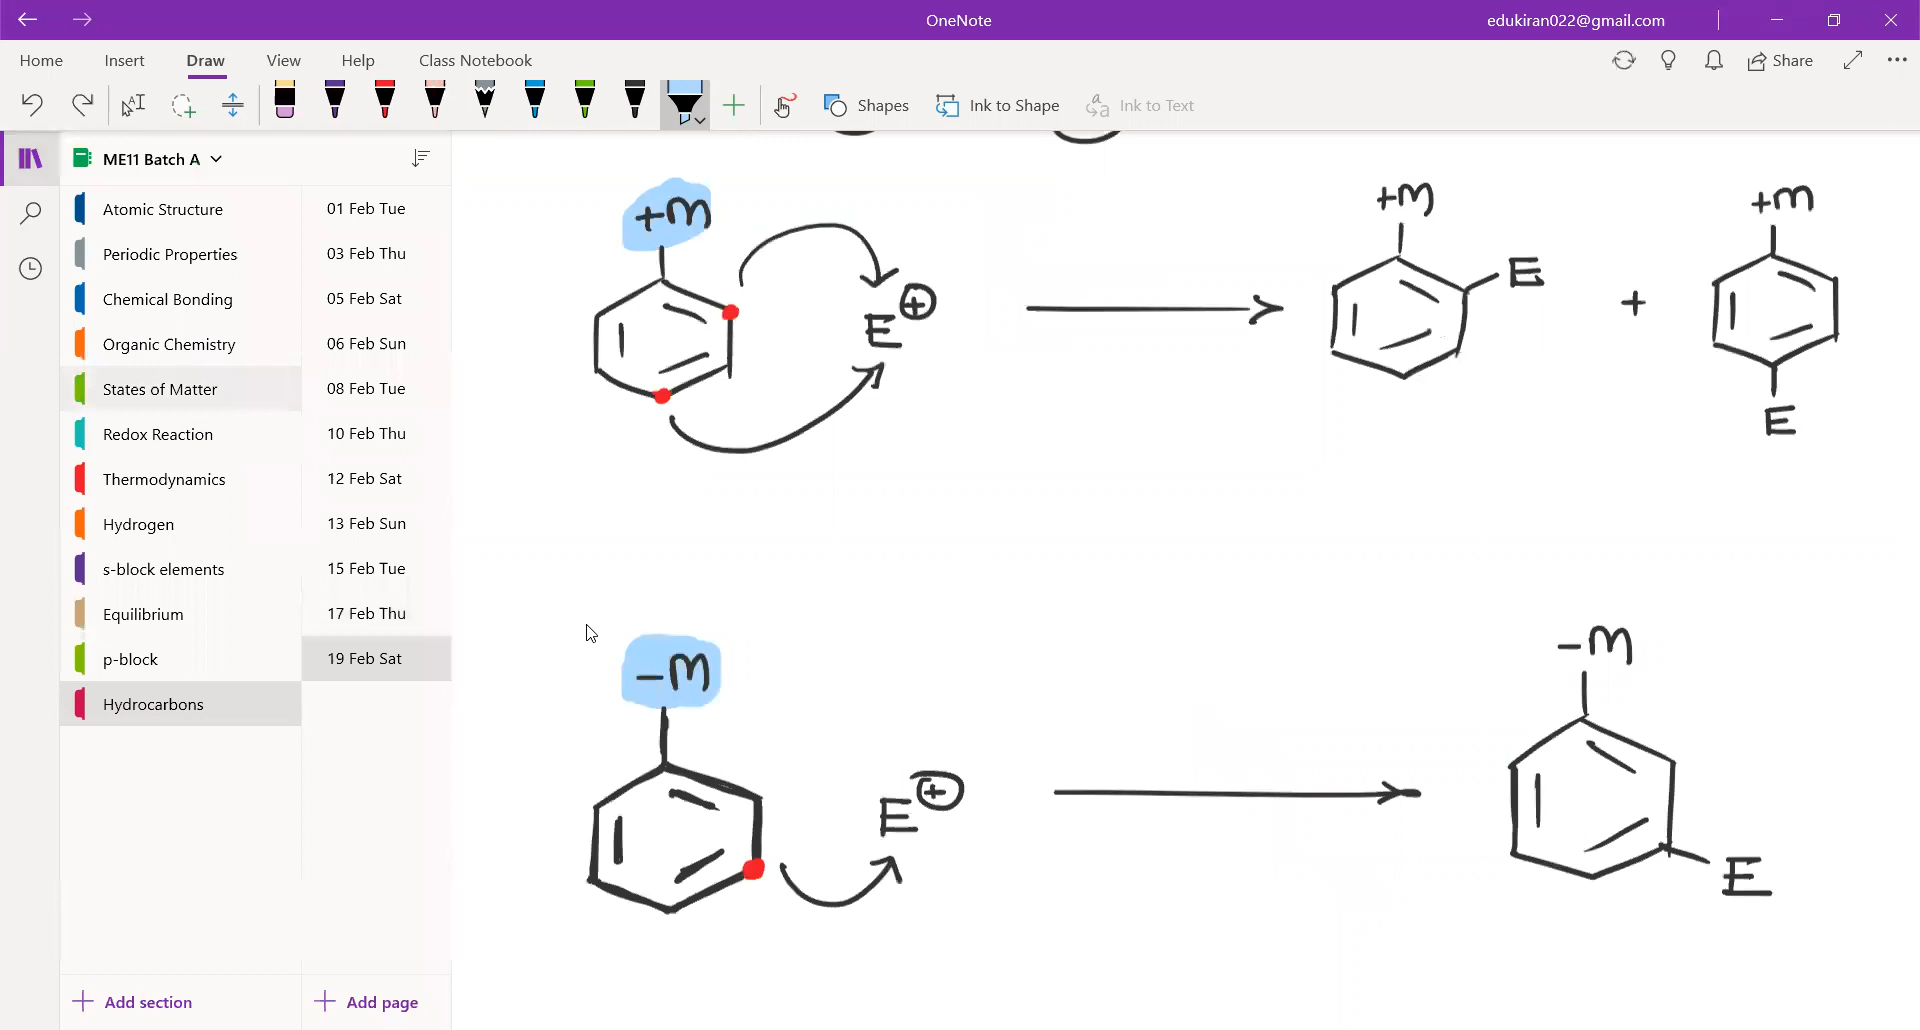 OneNote
edukiran022@gmail.com
Home Insert Draw View Help Class Notebook
Share
Shapes
Ink to Shape
Ink to Text
ME11 Batch A
Atomic Structure
Periodic Properties
Chemical Bonding
Organic Chemistry
States of Matter
Redox Reaction
Thermodynamics
Hydrogen
s-block elements
Equilibrium
p-block
Hydrocarbons
Add section
01 Feb Tue
03 Feb Thu
05 Feb Sat
06 Feb Sun
08 Feb Tue
10 Feb Thu
12 Feb Sat
13 Feb Sun
15 Feb Tue
17 Feb Thu
19 Feb Sat
Add page
+M
E⊕
+M
E
+
+M
E
-M
E⊕
-M
E